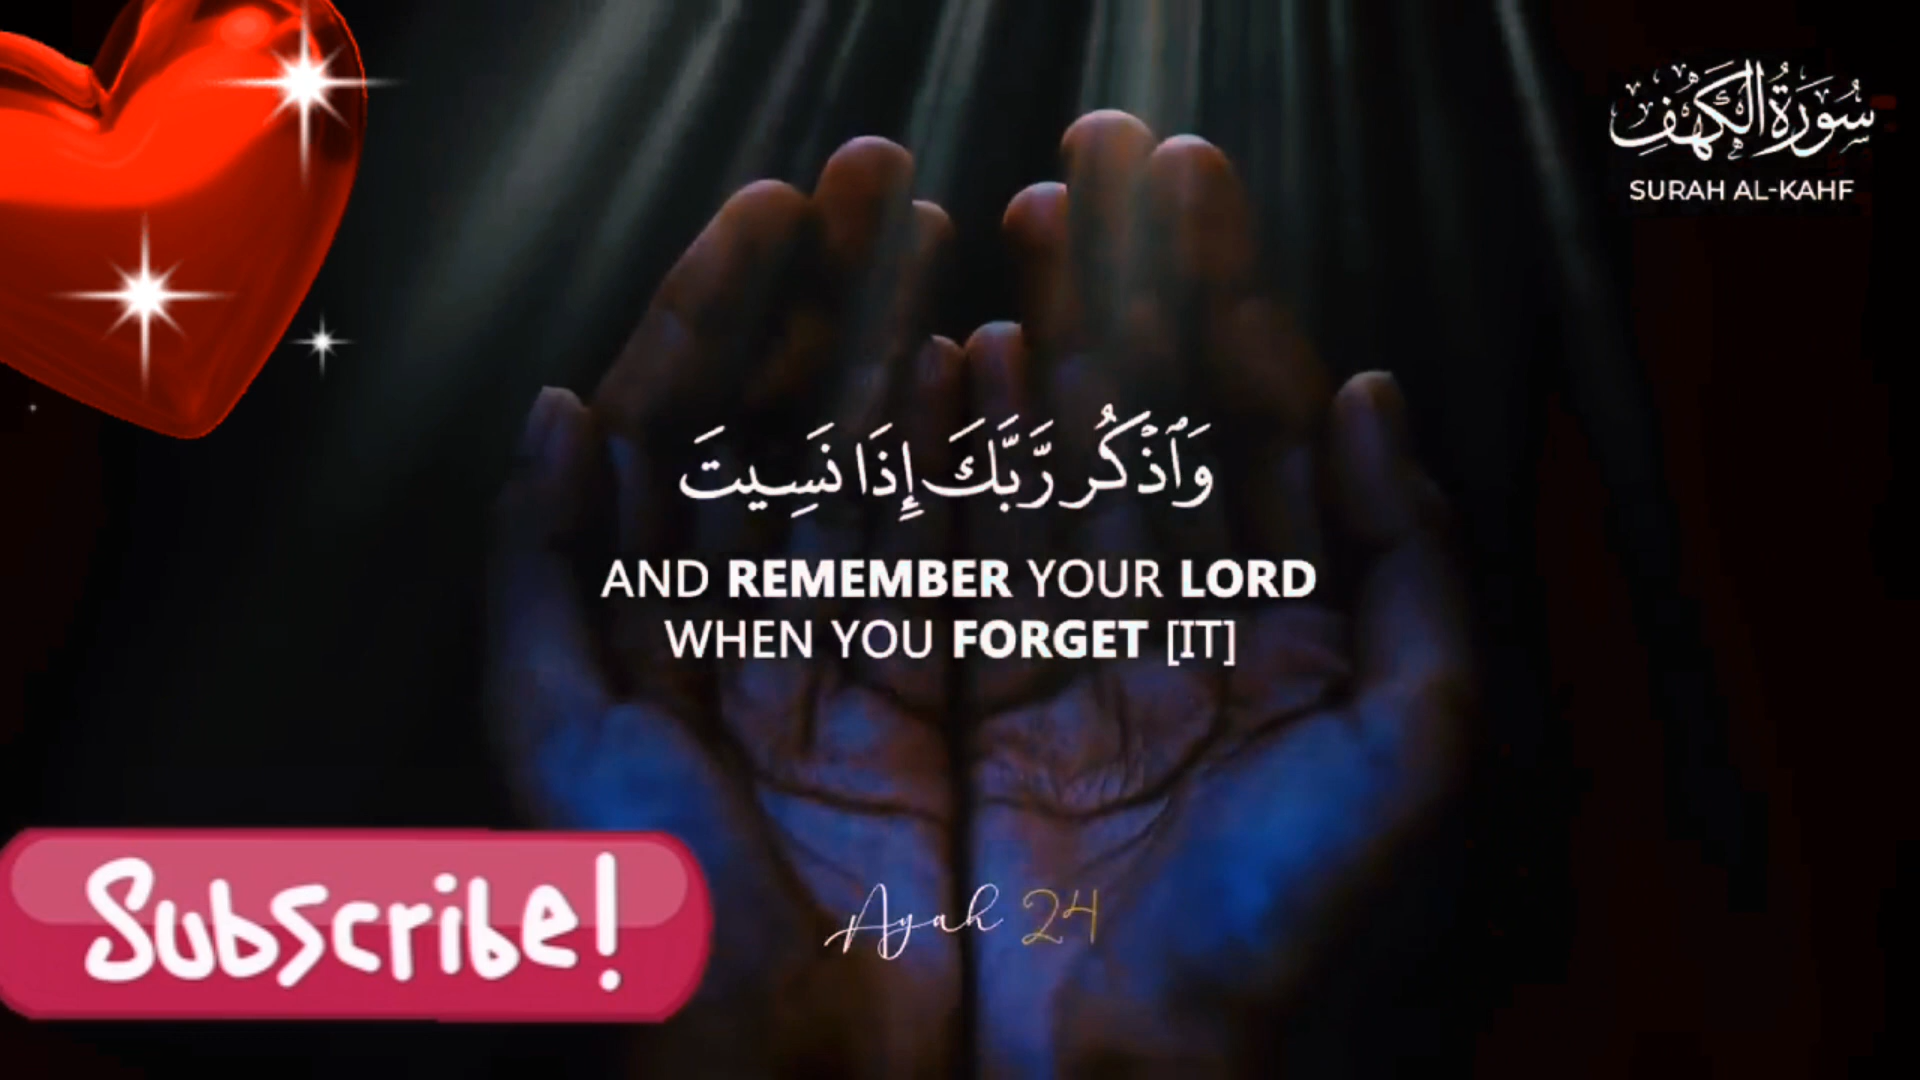 سُورَةُ الكَهْفِ
SURAH AL-KAHF
وَٱذْكُر رَّبَّكَ إِذَا نَسِيتَ
AND REMEMBER YOUR LORD
WHEN YOU FORGET [IT]
Subscribe!
Ayah 24